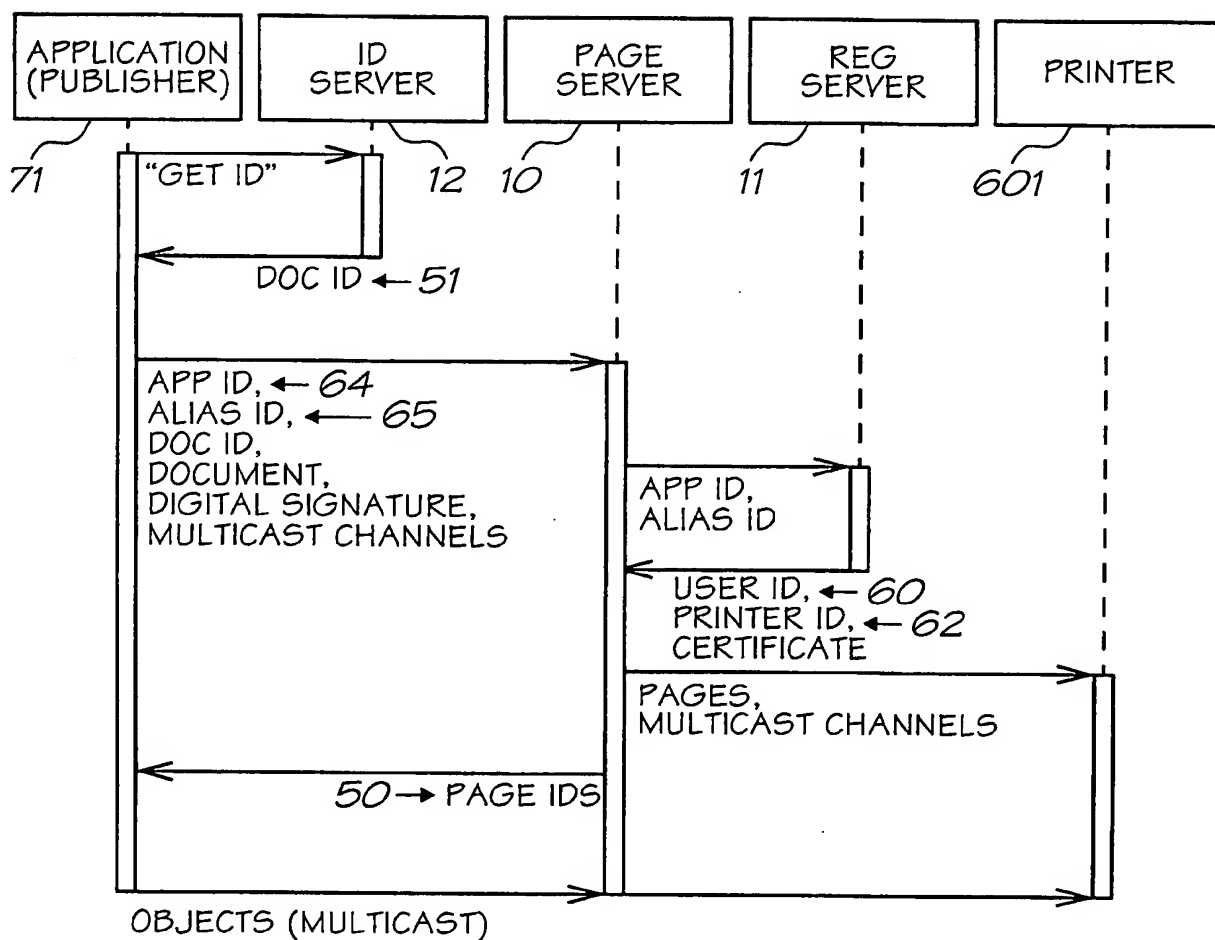 APPLICATION
(PUBLISHER)
ID
SERVER
PAGE
SERVER
REG
SERVER
PRINTER
71
12
10
11
601
"GET ID"
DOC ID ← 51
APP ID, ← 64
ALIAS ID, ← 65
DOC ID,
DOCUMENT,
DIGITAL SIGNATURE,
MULTICAST CHANNELS
APP ID,
ALIAS ID
USER ID, ← 60
PRINTER ID, ← 62
CERTIFICATE
PAGES,
MULTICAST CHANNELS
50 → PAGE IDS
OBJECTS (MULTICAST)